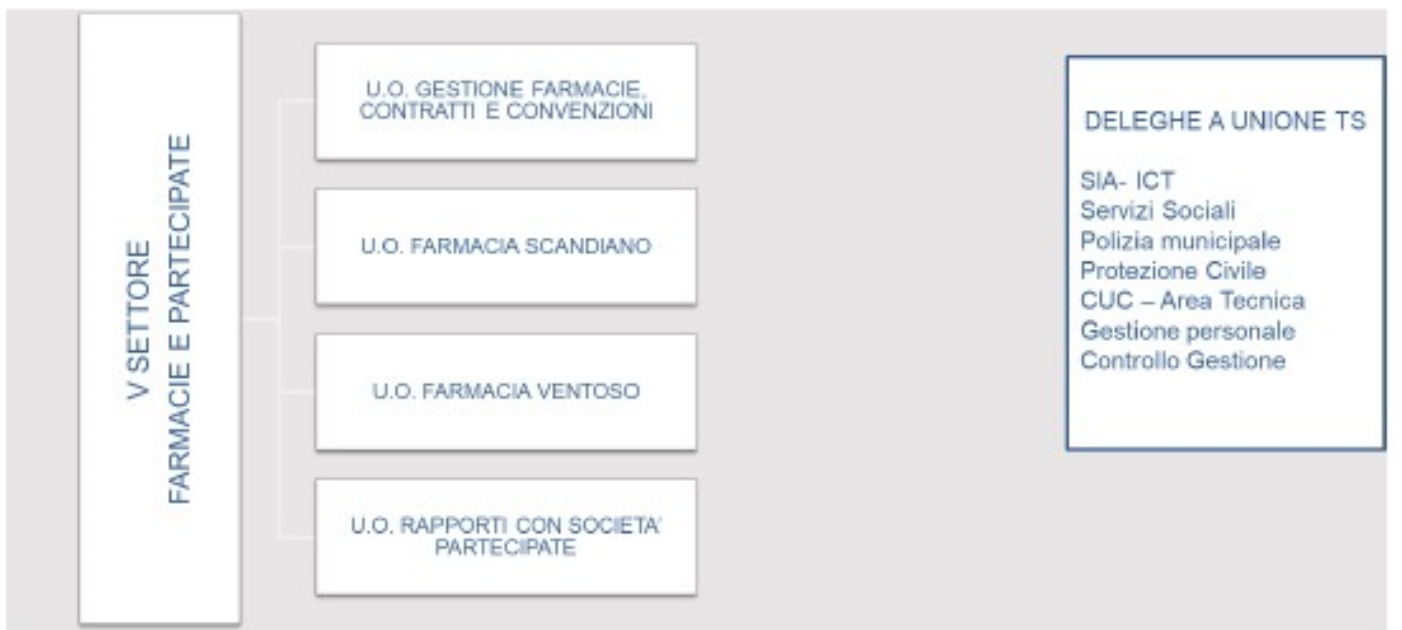 V SETTORE
FARMACIE E PARTECIPATE
U.O. GESTIONE FARMACIE,
CONTRATTI E CONVENZIONI
U.O. FARMACIA SCANDIANO
U.O. FARMACIA VENTOSO
U.O. RAPPORTI CON SOCIETA'
PARTECIPATE
DELEGHE A UNIONE TS
SIA- ICT
Servizi Sociali
Polizia municipale
Protezione Civile
CUC – Area Tecnica
Gestione personale
Controllo Gestione